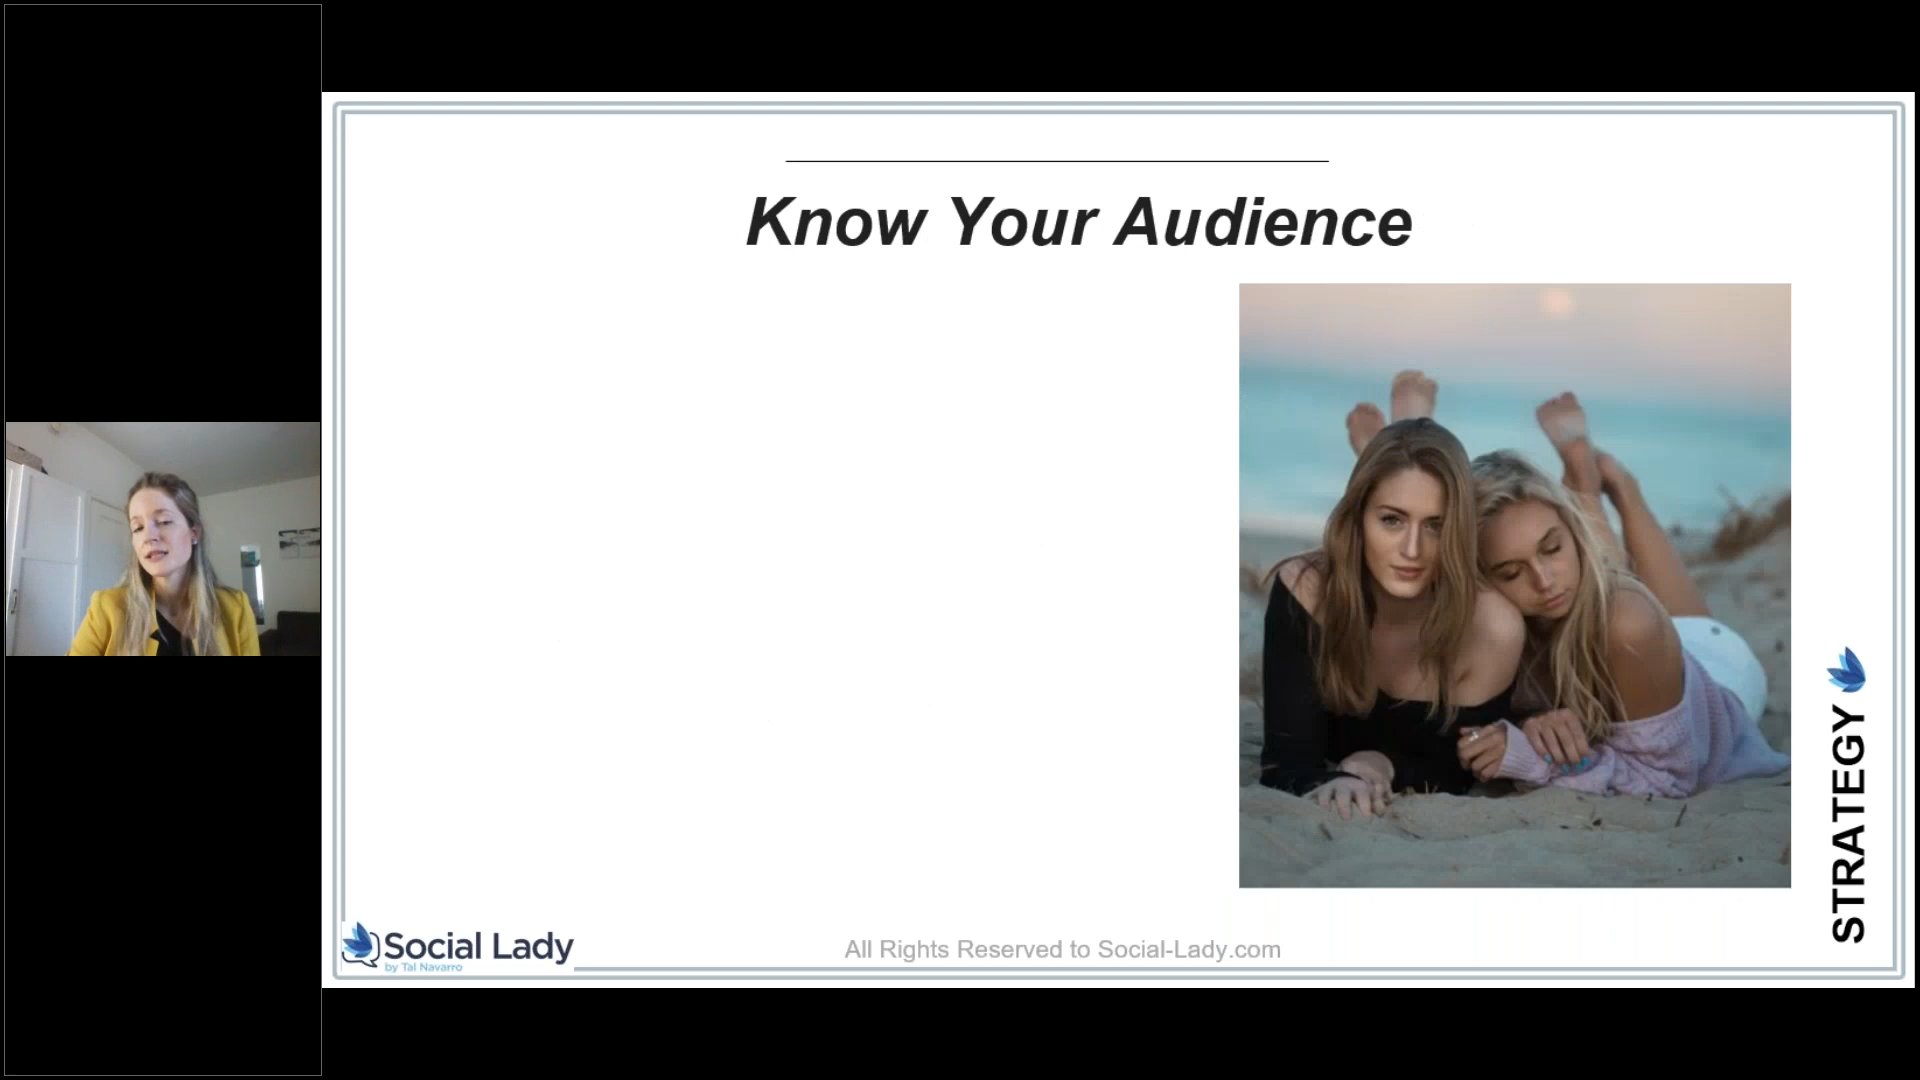 Know Your Audience
STRATEGY
Social Lady
by Tal Navarro
All Rights Reserved to Social-Lady.com